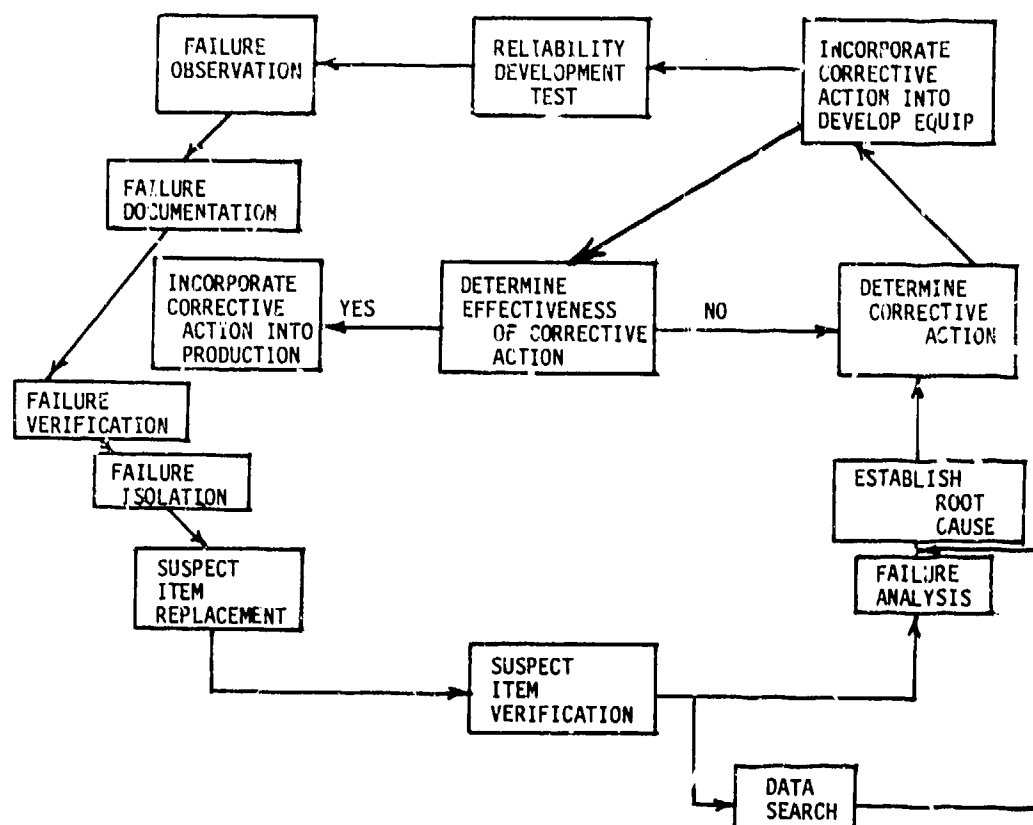 FAILURE
OBSERVATION
RELIABILITY
DEVELOPMENT
TEST
INCORPORATE
CORRECTIVE
ACTION INTO
DEVELOP EQUIP
FAILURE
DOCUMENTATION
INCORPORATE
CORRECTIVE
ACTION INTO
PRODUCTION
YES
DETERMINE
EFFECTIVENESS
OF CORRECTIVE
ACTION
NO
DETERMINE
CORRECTIVE
ACTION
FAILURE
VERIFICATION
FAILURE
ISOLATION
SUSPECT
ITEM
REPLACEMENT
ESTABLISH
ROOT
CAUSE
FAILURE
ANALYSIS
SUSPECT
ITEM
VERIFICATION
DATA
SEARCH